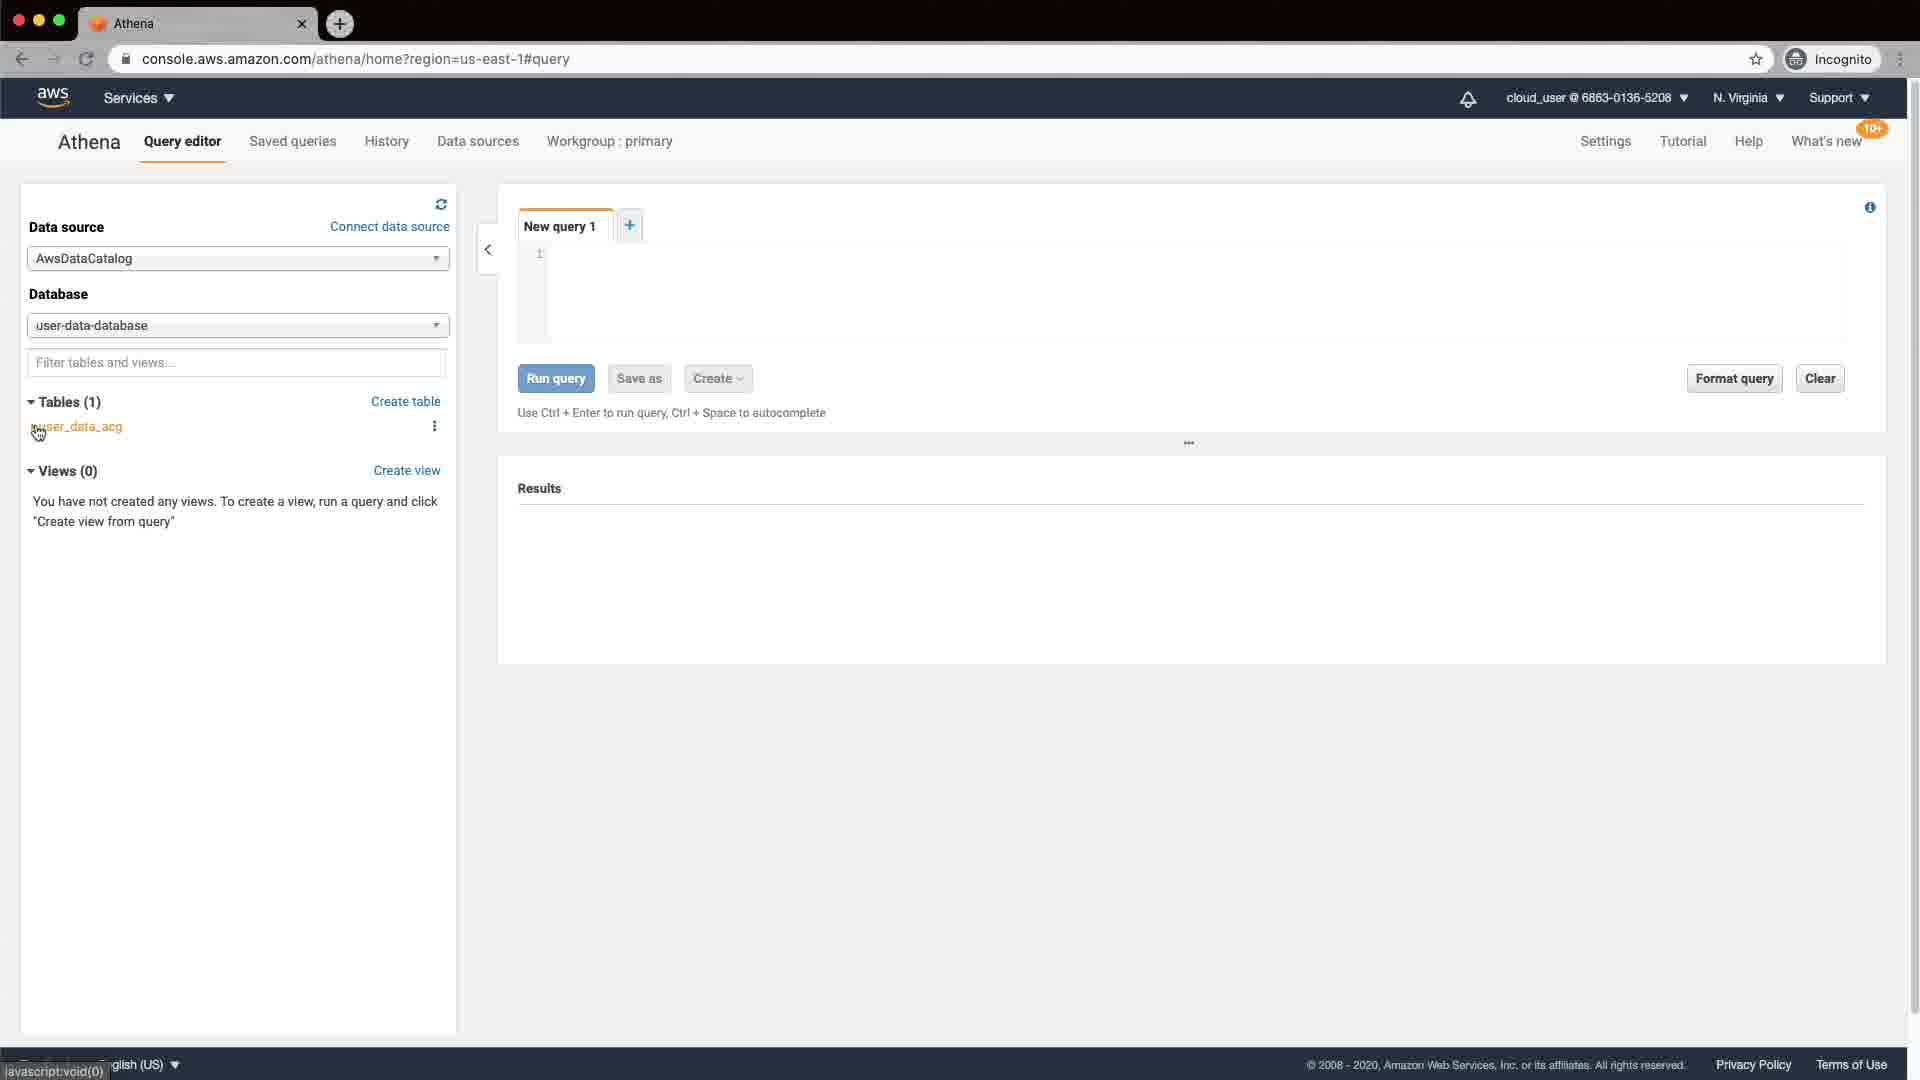 Athena
console.aws.amazon.com/athena/home?region=us-east-1#query
Incognito
aws
Services
cloud_user @ 6863-0136-5208
N. Virginia
Support
Athena
Query editor
Saved queries
History
Data sources
Workgroup : primary
Settings
Tutorial
Help
What's new
10+
Data source
Connect data source
AwsDataCatalog
Database
user-data-database
Filter tables and views...
Tables (1)
Create table
user_data_acg
Views (0)
Create view
You have not created any views. To create a view, run a query and click
"Create view from query"
New query 1
1
Run query
Save as
Create
Format query
Clear
Use Ctrl + Enter to run query, Ctrl + Space to autocomplete
Results
javascript:void(0)
glish (US)
© 2008 - 2020, Amazon Web Services, Inc. or its affiliates. All rights reserved.
Privacy Policy
Terms of Use